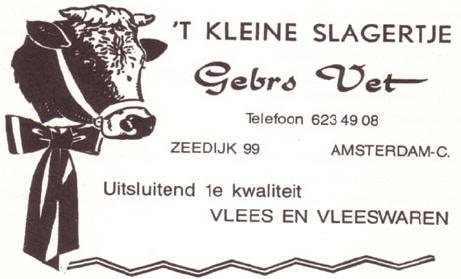 'T KLEINE SLAGERTJE
Gebrs Vet
Telefoon 623 49 08
ZEEDIJK 99 AMSTERDAM-C.
Uitsluitend 1e kwaliteit
VLEES EN VLEESWAREN